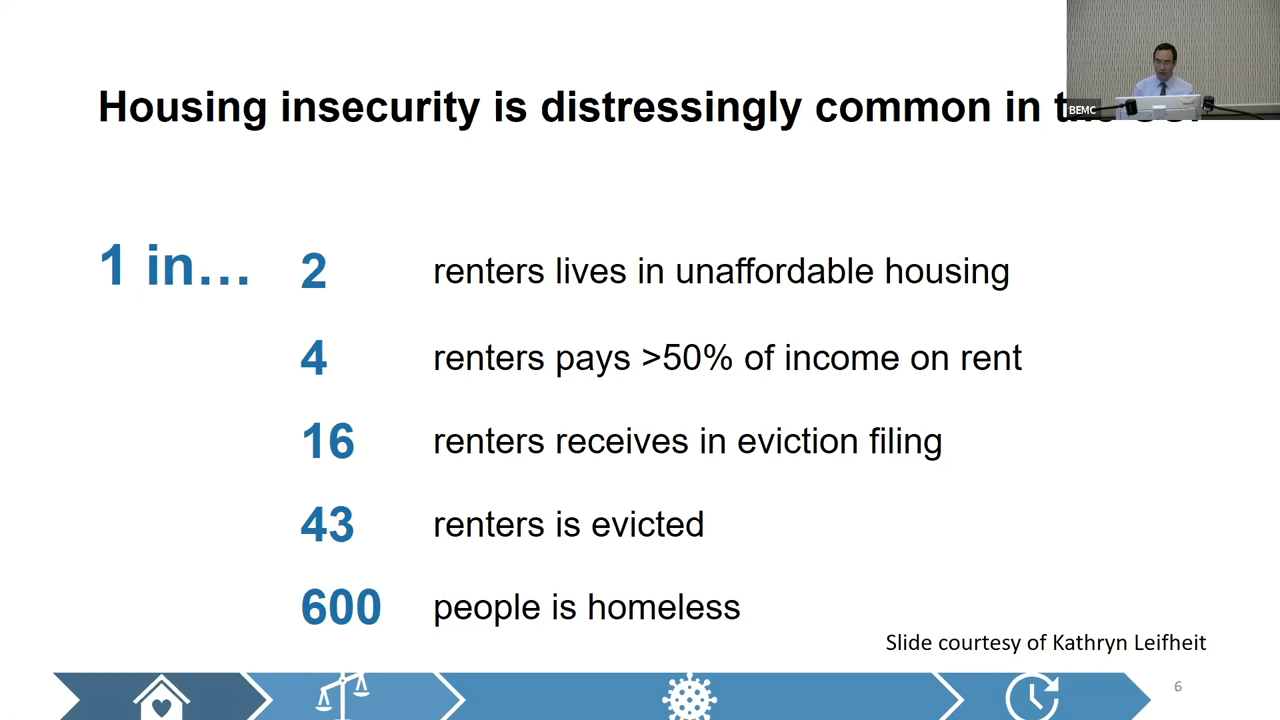 Housing insecurity is distressingly common in
BEMC
1 in…
2 renters lives in unaffordable housing
4 renters pays >50% of income on rent
16 renters receives in eviction filing
43 renters is evicted
600 people is homeless
Slide courtesy of Kathryn Leifheit
6